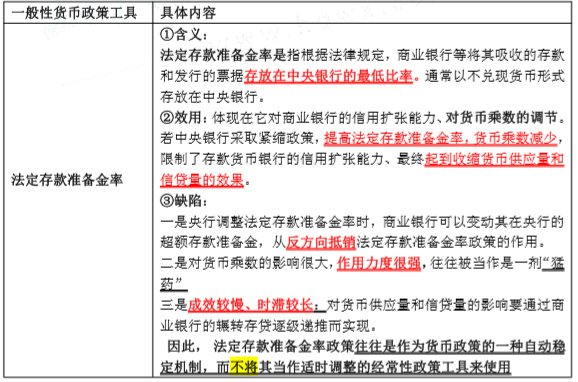 一般性货币政策工具 具体内容
①含义:
法定存款准备金率是指根据法律规定，商业银行等将其吸收的存款
和发行的票据存放在中央银行的最低比率。通常以不兑现货币形式
存放在中央银行。
②效用: 体现在它对商业银行的信用扩张能力、对货币乘数的调节。
若中央银行采取紧缩政策，提高法定存款准备金率，货币乘数减少，
限制了存款货币银行的信用扩张能力、最终起到收缩货币供应量和
信贷量的效果。
法定存款准备金率
③缺陷:
一是央行调整法定存款准备金率时，商业银行可以变动其在央行的
超额存款准备金，从反方向抵销法定存款准备金率政策的作用。
二是对货币乘数的影响很大，作用力度很强，往往被当作是一剂“猛
药”
三是成效较慢、时滞较长; 对货币供应量和信贷量的影响要通过商
业银行的辗转存贷逐级递推而实现。
因此， 法定存款准备金率政策往往是作为货币政策的一种自动稳
定机制，而不将其当作适时调整的经常性政策工具来使用